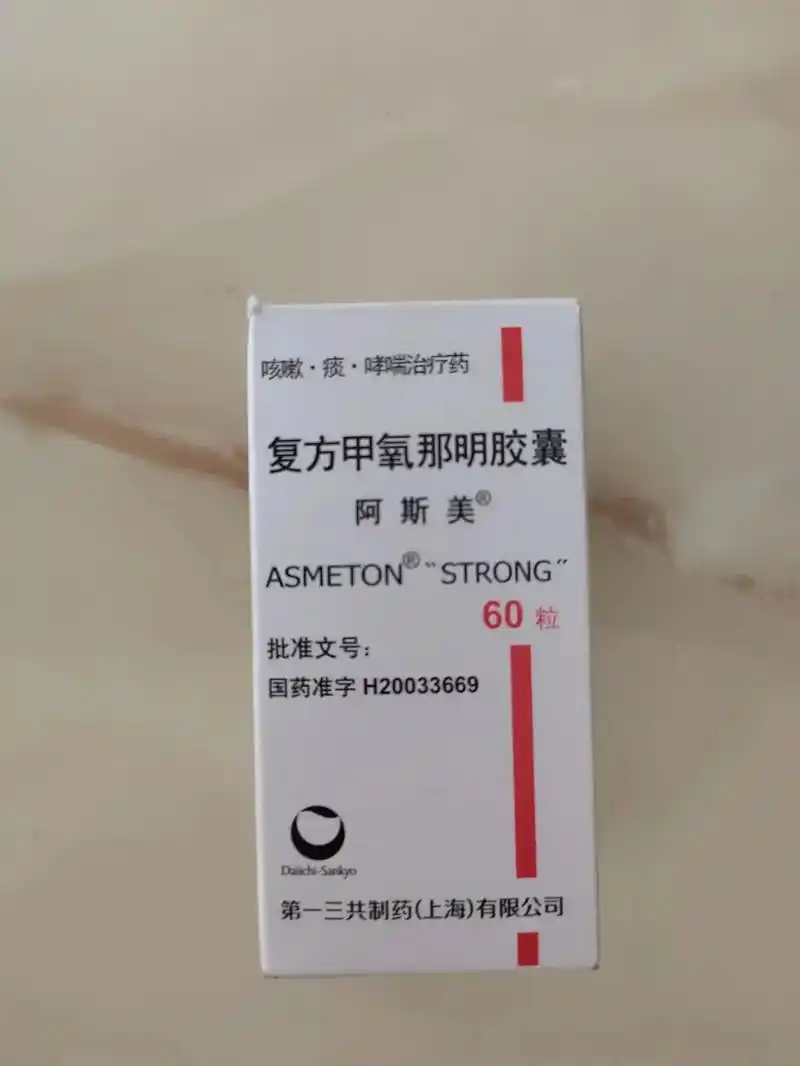 咳嗽·痰·哮喘治疗药
复方甲氧那明胶囊
阿斯美®
ASMETON® “STRONG”
60 粒
批准文号：
国药准字 H20033669
Daiichi-Sankyo
第一三共制药(上海)有限公司